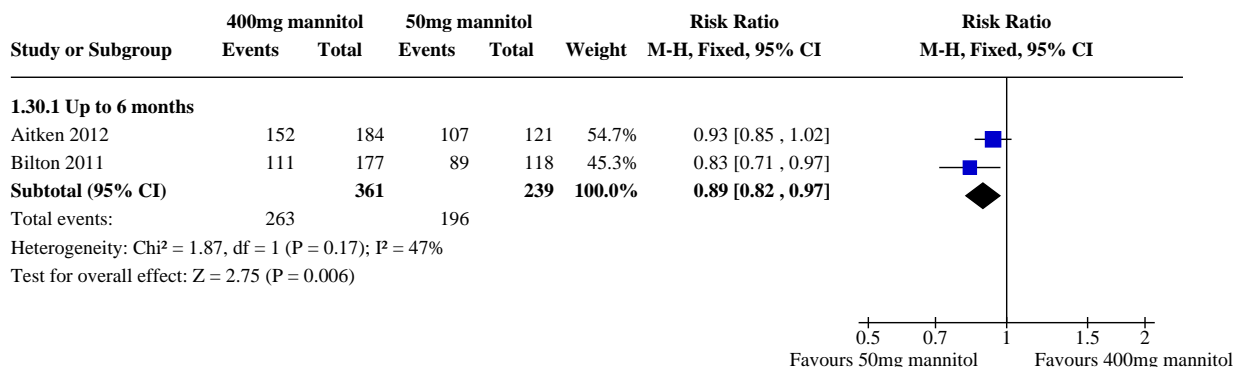 400mg mannitol 50mg mannitol Risk Ratio Risk Ratio
Study or Subgroup Events Total Events Total Weight M-H, Fixed, 95% CI M-H, Fixed, 95% CI
1.30.1 Up to 6 months
Aitken 2012 152 184 107 121 54.7% 0.93 [0.85 , 1.02]
Bilton 2011 111 177 89 118 45.3% 0.83 [0.71 , 0.97]
Subtotal (95% CI) 361 239 100.0% 0.89 [0.82 , 0.97]
Total events: 263 196
Heterogeneity: Chi² = 1.87, df = 1 (P = 0.17); I² = 47%
Test for overall effect: Z = 2.75 (P = 0.006)
0.5 0.7 1 1.5 2
Favours 50mg mannitol Favours 400mg mannitol